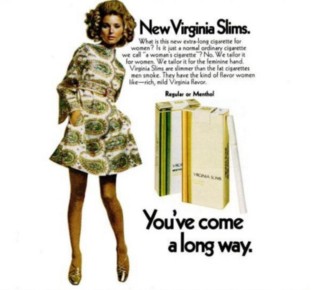 New Virginia Slims.
What is this new extra-long cigarette for
women? Is it just a normal ordinary cigarette
we call "a woman's cigarette"? No. We tailor it
for women. We tailor it for the feminine hand.
Virginia Slims are slimmer than the fat cigarettes
men smoke. They have the kind of flavor women
like—rich, mild Virginia flavor.
Regular or Menthol
VIRGINIA SLIMS
You've come
a long way.